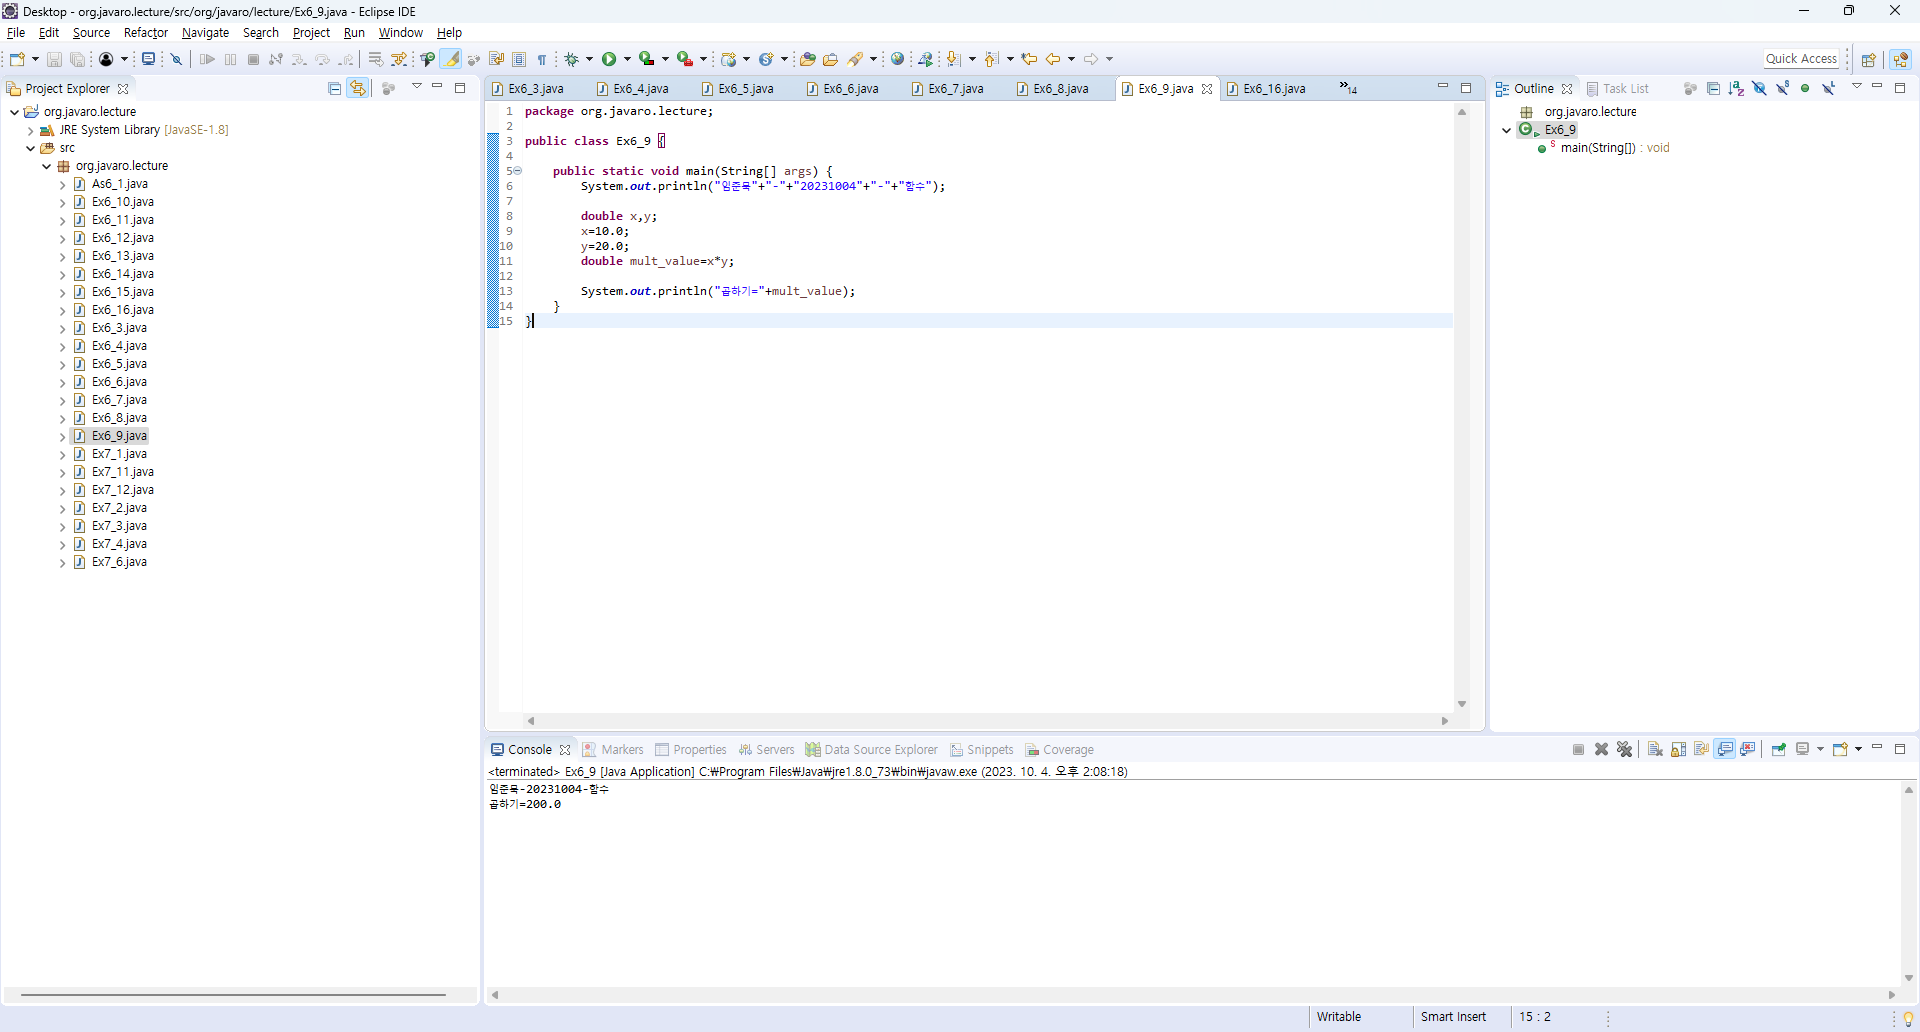 Desktop - org.javaro.lecture/src/org/javaro/lecture/Ex6_9.java - Eclipse IDE
File Edit Source Refactor Navigate Search Project Run Window Help
Quick Access
Project Explorer
org.javaro.lecture
JRE System Library [JavaSE-1.8]
src
org.javaro.lecture
As6_1.java
Ex6_10.java
Ex6_11.java
Ex6_12.java
Ex6_13.java
Ex6_14.java
Ex6_15.java
Ex6_16.java
Ex6_3.java
Ex6_4.java
Ex6_5.java
Ex6_6.java
Ex6_7.java
Ex6_8.java
Ex6_9.java
Ex7_1.java
Ex7_11.java
Ex7_12.java
Ex7_2.java
Ex7_3.java
Ex7_4.java
Ex7_6.java
Ex6_3.java Ex6_4.java Ex6_5.java Ex6_6.java Ex6_7.java Ex6_8.java Ex6_9.java Ex6_16.java »14
1 package org.javaro.lecture;
2
3 public class Ex6_9 {
4
5 public static void main(String[] args) {
6 System.out.println("임준묵"+"-"+"20231004"+"-"+"함수");
7
8 double x,y;
9 x=10.0;
10 y=20.0;
11 double mult_value=x*y;
12
13 System.out.println("곱하기="+mult_value);
14 }
15 }
Outline Task List
org.javaro.lecture
Ex6_9
main(String[]) : void
Console Markers Properties Servers Data Source Explorer Snippets Coverage
<terminated> Ex6_9 [Java Application] C:₩Program Files₩Java₩jre1.8.0_73₩bin₩javaw.exe (2023. 10. 4. 오후 2:08:18)
임준묵-20231004-함수
곱하기=200.0
Writable Smart Insert 15 : 2